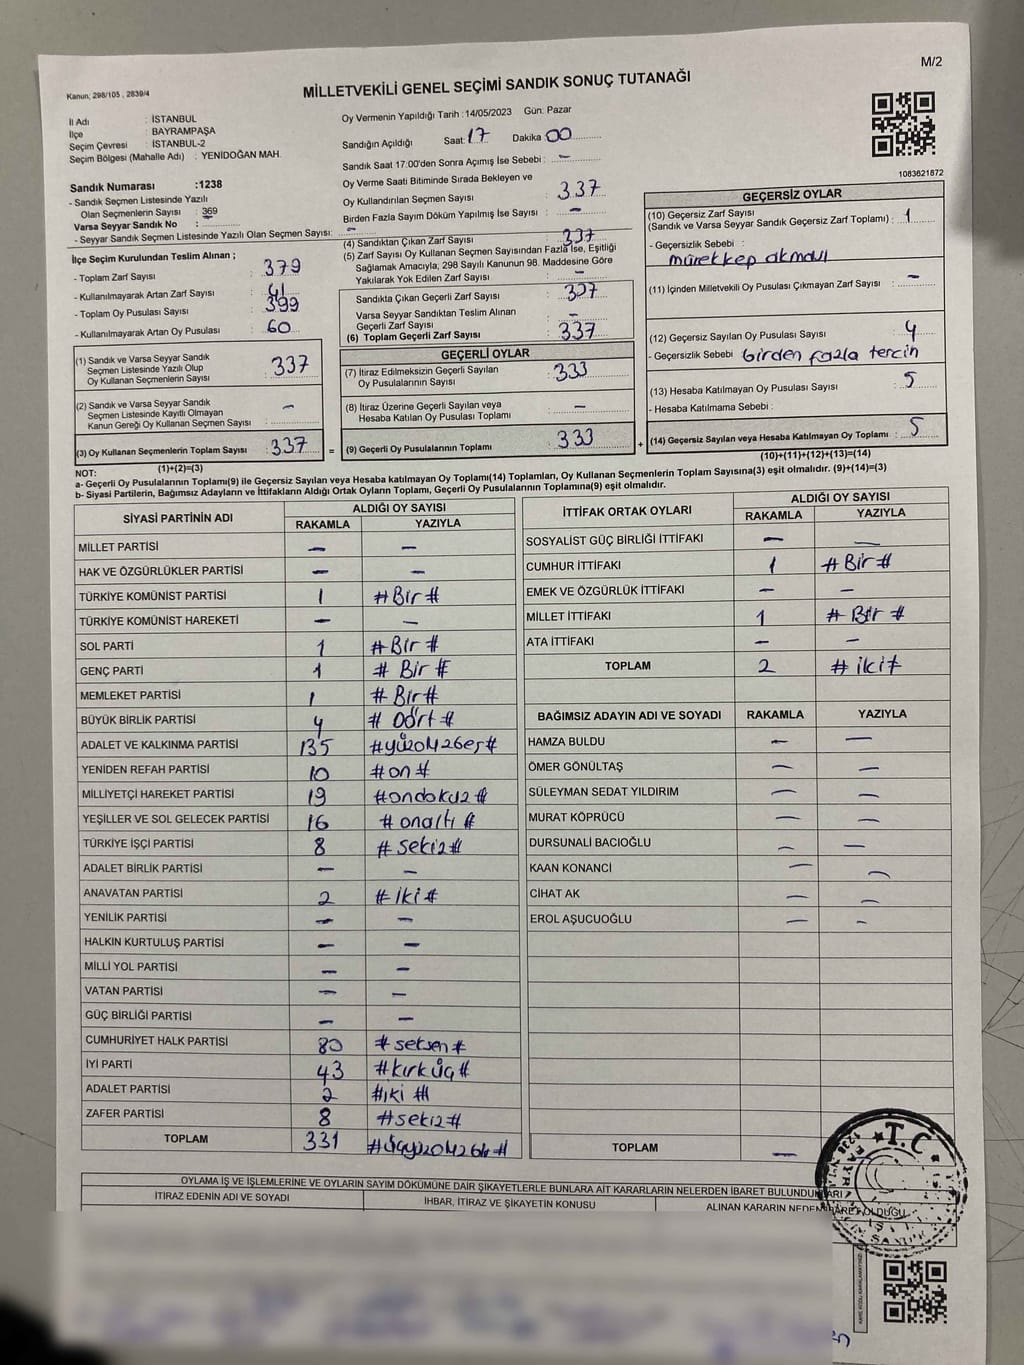 M/2
Kanun: 298/105 , 2839/4
MİLLETVEKİLİ GENEL SEÇİMİ SANDIK SONUÇ TUTANAĞI
İl Adı : İSTANBUL
İlçe : BAYRAMPAŞA
Seçim Çevresi : İSTANBUL-2
Seçim Bölgesi (Mahalle Adı) : YENİDOĞAN MAH.
Sandık Numarası :1238
- Sandık Seçmen Listesinde Yazılı
Olan Seçmenlerin Sayısı : 369
Varsa Seyyar Sandık No : –
- Seyyar Sandık Seçmen Listesinde Yazılı Olan Seçmen Sayısı: –
İlçe Seçim Kurulundan Teslim Alınan ;
- Toplam Zarf Sayısı : 379
- Kullanılmayarak Artan Zarf Sayısı : 41
- Toplam Oy Pusulası Sayısı : 399
- Kullanılmayarak Artan Oy Pusulası : 60
Oy Vermenin Yapıldığı Tarih :14/05/2023 Gün: Pazar
Sandığın Açıldığı Saat: 17 Dakika 00
Sandık Saat 17:00'den Sonra Açımış İse Sebebi : –
Oy Verme Saati Bitiminde Sırada Bekleyen ve
Oy Kullandırılan Seçmen Sayısı : 337
Birden Fazla Sayım Döküm Yapılmış İse Sayısı : –
(4) Sandıktan Çıkan Zarf Sayısı : 337
(5) Zarf Sayısı Oy Kullanan Seçmen Sayısından Fazla İse, Eşitliği
Sağlamak Amacıyla, 298 Sayılı Kanunun 98. Maddesine Göre
Yakılarak Yok Edilen Zarf Sayısı : –
Sandıkta Çıkan Geçerli Zarf Sayısı : 337
Varsa Seyyar Sandıktan Teslim Alınan
Geçerli Zarf Sayısı : –
(6) Toplam Geçerli Zarf Sayısı : 337
1083621872
GEÇERSİZ OYLAR
(10) Geçersiz Zarf Sayısı : 1
(Sandık ve Varsa Seyyar Sandık Geçersiz Zarf Toplamı)
- Geçersizlik Sebebi :
mürekkep akması
(11) İçinden Milletvekili Oy Pusulası Çıkmayan Zarf Sayısı : –
(12) Geçersiz Sayılan Oy Pusulası Sayısı : 4
- Geçersizlik Sebebi birden fazla tercih
(13) Hesaba Katılmayan Oy Pusulası Sayısı : 5
- Hesaba Katılmama Sebebi :
(14) Geçersiz Sayılan veya Hesaba Katılmayan Oy Toplamı : 5
(10)+(11)+(12)+(13)=(14)
(1) Sandık ve Varsa Seyyar Sandık
Seçmen Listesinde Yazılı Olup
Oy Kullanan Seçmenlerin Sayısı : 337
(2) Sandık ve Varsa Seyyar Sandık
Seçmen Listesinde Kayıtlı Olmayan
Kanun Gereği Oy Kullanan Seçmen Sayısı : –
(3) Oy Kullanan Seçmenlerin Toplam Sayısı : 337
(1)+(2)=(3)
=
GEÇERLİ OYLAR
(7) İtiraz Edilmeksizin Geçerli Sayılan
Oy Pusulalarının Sayısı : 333
(8) İtiraz Üzerine Geçerli Sayılan veya
Hesaba Katılan Oy Pusulası Toplamı : –
(9) Geçerli Oy Pusulalarının Toplamı : 333
+
NOT:
a- Geçerli Oy Pusulalarının Toplamı(9) ile Geçersiz Sayılan veya Hesaba katılmayan Oy Toplamı(14) Toplamları, Oy Kullanan Seçmenlerin Toplam Sayısına(3) eşit olmalıdır. (9)+(14)=(3)
b- Siyasi Partilerin, Bağımsız Adayların ve İttifakların Aldığı Ortak Oyların Toplamı, Geçerli Oy Pusulalarının Toplamına(9) eşit olmalıdır.
SİYASİ PARTİNİN ADI ALDIĞI OY SAYISI
RAKAMLA YAZIYLA
MİLLET PARTİSİ – –
HAK VE ÖZGÜRLÜKLER PARTİSİ – –
TÜRKİYE KOMÜNİST PARTİSİ 1 #Bir#
TÜRKİYE KOMÜNİST HAREKETİ – –
SOL PARTİ 1 #Bir#
GENÇ PARTİ 1 #Bir#
MEMLEKET PARTİSİ 1 #Bir#
BÜYÜK BİRLİK PARTİSİ 4 #Dört#
ADALET VE KALKINMA PARTİSİ 135
YENİDEN REFAH PARTİSİ 10 #on#
MİLLİYETÇİ HAREKET PARTİSİ 19 #ondokuz#
YEŞİLLER VE SOL GELECEK PARTİSİ 16 #onaltı#
TÜRKİYE İŞÇİ PARTİSİ 8 #sekiz#
ADALET BİRLİK PARTİSİ – –
ANAVATAN PARTİSİ 2 #iki#
YENİLİK PARTİSİ – –
HALKIN KURTULUŞ PARTİSİ – –
MİLLİ YOL PARTİSİ – –
VATAN PARTİSİ – –
GÜÇ BİRLİĞİ PARTİSİ – –
CUMHURİYET HALK PARTİSİ 80 #seksen#
İYİ PARTİ 43 #kırküç#
ADALET PARTİSİ 2 #iki#
ZAFER PARTİSİ 8 #sekiz#
TOPLAM 331
İTTİFAK ORTAK OYLARI ALDIĞI OY SAYISI
RAKAMLA YAZIYLA
SOSYALİST GÜÇ BİRLİĞİ İTTİFAKI – –
CUMHUR İTTİFAKI 1 #Bir#
EMEK VE ÖZGÜRLÜK İTTİFAKI – –
MİLLET İTTİFAKI 1 #Bir#
ATA İTTİFAKI – –
TOPLAM 2 #iki#
BAĞIMSIZ ADAYIN ADI VE SOYADI RAKAMLA YAZIYLA
HAMZA BULDU – –
ÖMER GÖNÜLTAŞ – –
SÜLEYMAN SEDAT YILDIRIM – –
MURAT KÖPRÜCÜ – –
DURSUNALİ BACIOĞLU – –
KAAN KONANCİ – –
CİHAT AK – –
EROL AŞUCUOĞLU – –
TOPLAM –
T.C
OYLAMA İŞ VE İŞLEMLERİNE VE OYLARIN SAYIM DÖKÜMÜNE DAİR ŞİKAYETLERLE BUNLARA AİT KARARLARIN NELERDEN İBARET BULUNDUKLARI
İTİRAZ EDENİN ADI VE SOYADI İHBAR, İTİRAZ VE ŞİKAYETİN KONUSU ALINAN KARARIN NEDEN İBARET OLDUĞU